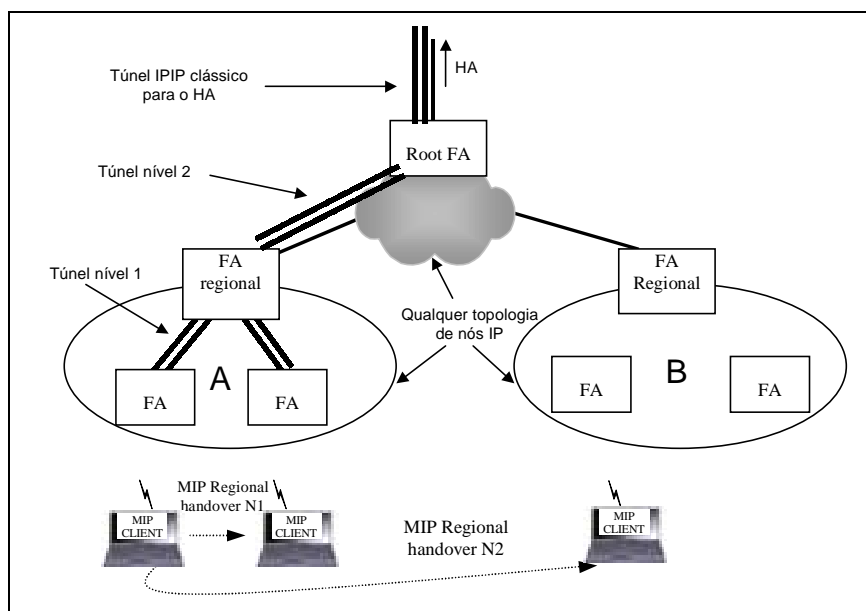 Túnel IPIP clássico
para o HA
HA
Root FA
Túnel nível 2
FA
regional
FA
Regional
Túnel nível 1
Qualquer topologia
de nós IP
A
B
FA
FA
FA
FA
MIP Regional
handover N1
MIP
CLIENT
MIP
CLIENT
MIP Regional
handover N2
MIP
CLIENT